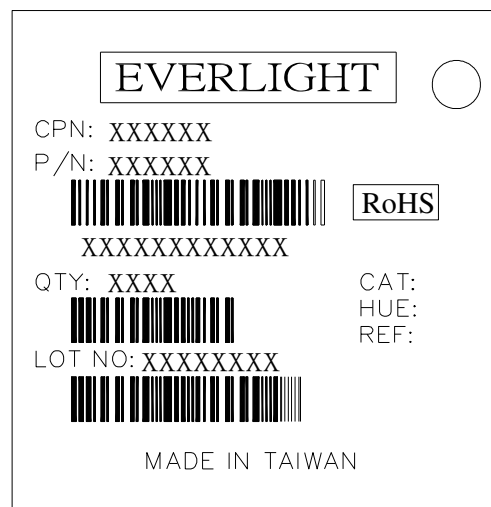 EVERLIGHT
CPN: XXXXXX
P/N: XXXXXX
RoHS
XXXXXXXXXXXX
QTY: XXXX
CAT:
HUE:
REF:
LOT NO: XXXXXXXX
MADE IN TAIWAN